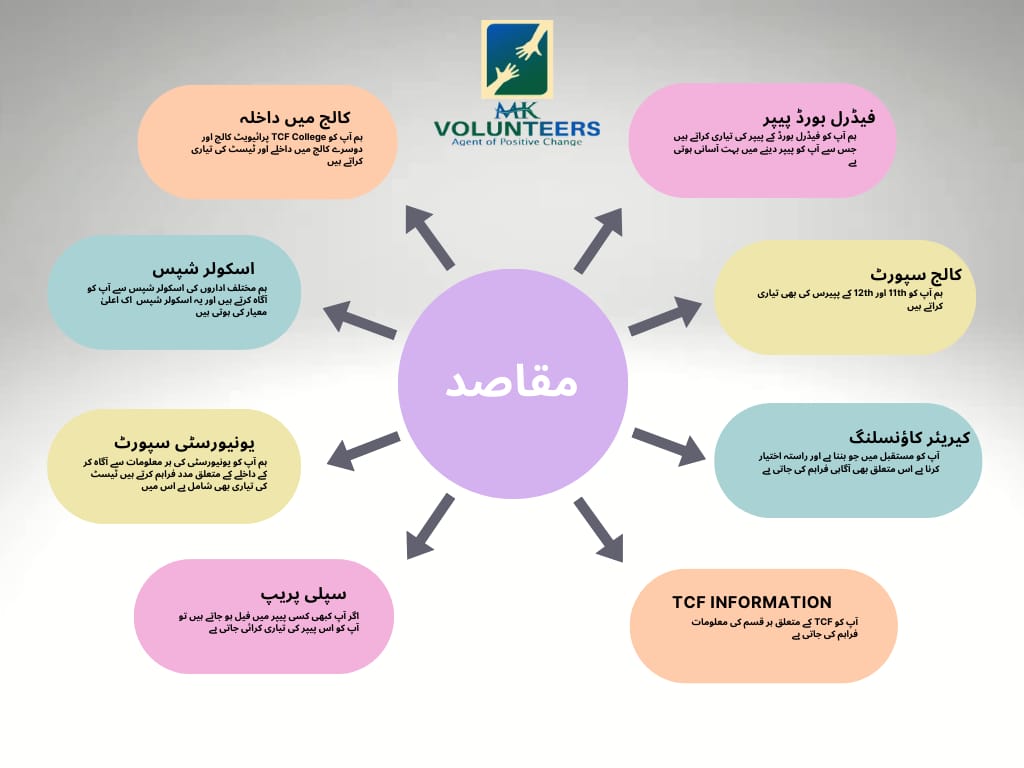 MK
VOLUNTEERS
Agent of Positive Change
فیڈرل بورڈ پیپر
ہم آپ کو فیڈرل بورڈ کے پیپر کی تیاری کراتے ہیں
جس سے آپ کو پیپر دینے میں بہت آسانی ہوتی
ہے
کالج میں داخلہ
ہم آپ کو TCF College پرائیویٹ کالج اور
دوسرے کالج میں داخلے اور ٹیسٹ کی تیاری
کراتے ہیں
کالج سپورٹ
ہم آپ کو 11th اور 12th کے پیپرس کی بھی تیاری
کراتے ہیں
اسکولر شپس
ہم مختلف اداروں کی اسکولر شپس سے آپ کو
آگاہ کرتے ہیں اور یہ اسکولر شپس اک اعلیٰ
معیار کی ہوتی ہیں
مقاصد
کیریئر کاؤنسلنگ
آپ کو مستقبل میں جو بننا ہے اور راستہ اختیار
کرنا ہے اس متعلق بھی آگاہی فراہم کی جاتی ہے
یونیورسٹی سپورٹ
ہم آپ کو یونیورسٹی کی ہر معلومات سے آگاہ کر
کے داخلے کے متعلق مدد فراہم کرتے ہیں ٹیسٹ
کی تیاری بھی شامل ہے اس میں
TCF INFORMATION
آپ کو TCF کے متعلق ہر قسم کی معلومات
فراہم کی جاتی ہے
سپلی پریپ
اگر آپ کبھی کسی پیپر میں فیل ہو جاتے ہیں تو
آپ کو اس پیپر کی تیاری کرائی جاتی ہے